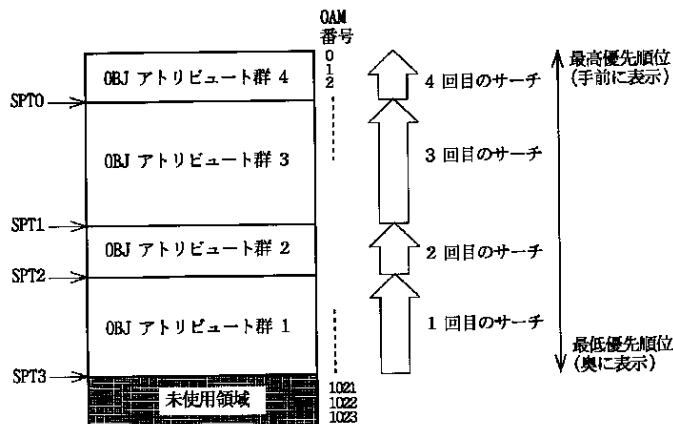 OAM
番号
0
1
2
OBJ アトリビュート群 4
4 回目のサーチ
最高優先順位
(手前に表示)
SPT0
OBJ アトリビュート群 3
3 回目のサーチ
SPT1
OBJ アトリビュート群 2
2 回目のサーチ
SPT2
OBJ アトリビュート群 1
1 回目のサーチ
最低優先順位
(奥に表示)
SPT3
未使用領域
1021
1022
1023